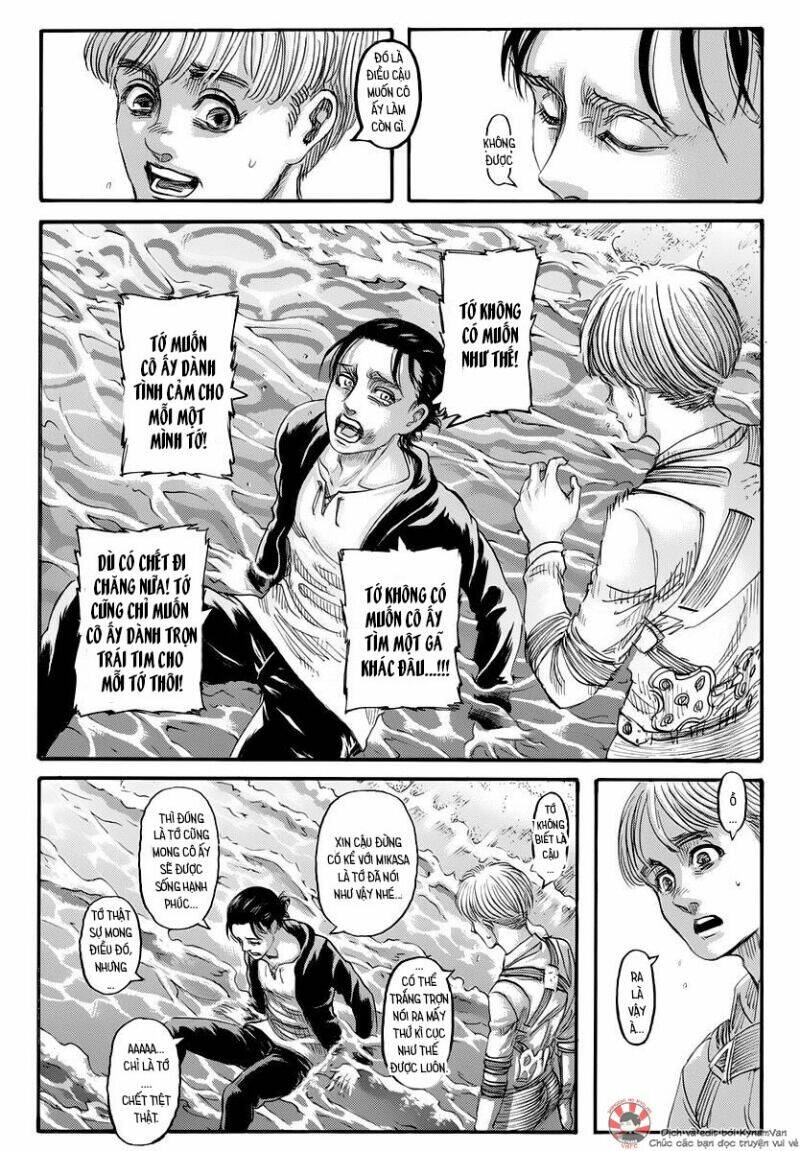 ĐÓ LÀ
ĐIỀU CẬU
MUỐN CÔ
ẤY LÀM
CÒN GÌ.
KHÔNG
ĐƯỢC
TỚ KHÔNG
CÓ MUỐN
NHƯ THẾ!
TỚ MUỐN
CÔ ẤY DÀNH
TÌNH CẢM CHO
MỖI MỘT
MÌNH TỚ!
TỚ KHÔNG CÓ
MUỐN CÔ ẤY
TÌM MỘT GÃ
KHÁC ĐÂU...!!!
DÙ CÓ CHẾT ĐI
CHĂNG NỮA! TỚ
CŨNG CHỈ MUỐN
CÔ ẤY DÀNH TRỌN
TRÁI TIM CHO
MỖI TỚ THÔI!
Ồ
...
RA
LÀ
VẬY
À...
TỚ
KHÔNG
BIẾT LÀ
CẬU
...
...
CÓ THỂ
TRẮNG TRỢN
NÓI RA MẤY
THỨ KÌ CỤC
NHƯ THẾ
ĐƯỢC LUÔN.
XIN CẬU ĐỪNG
CÓ KỂ VỚI MIKASA
LÀ TỚ ĐÃ NÓI
NHƯ VẬY NHÉ...
THÌ ĐÚNG
LÀ TỚ CŨNG
MONG CÔ ẤY
SẼ ĐƯỢC
SỐNG HẠNH
PHÚC...
TỚ THẬT
SỰ MONG
ĐIỀU ĐÓ,
NHƯNG
...
AAAAA...
CHỈ LÀ TỚ
....
CHẾT TIỆT
THẬT.
Dịch và edit bởi KynamVan
Chúc các bạn đọc truyện vui vẻ